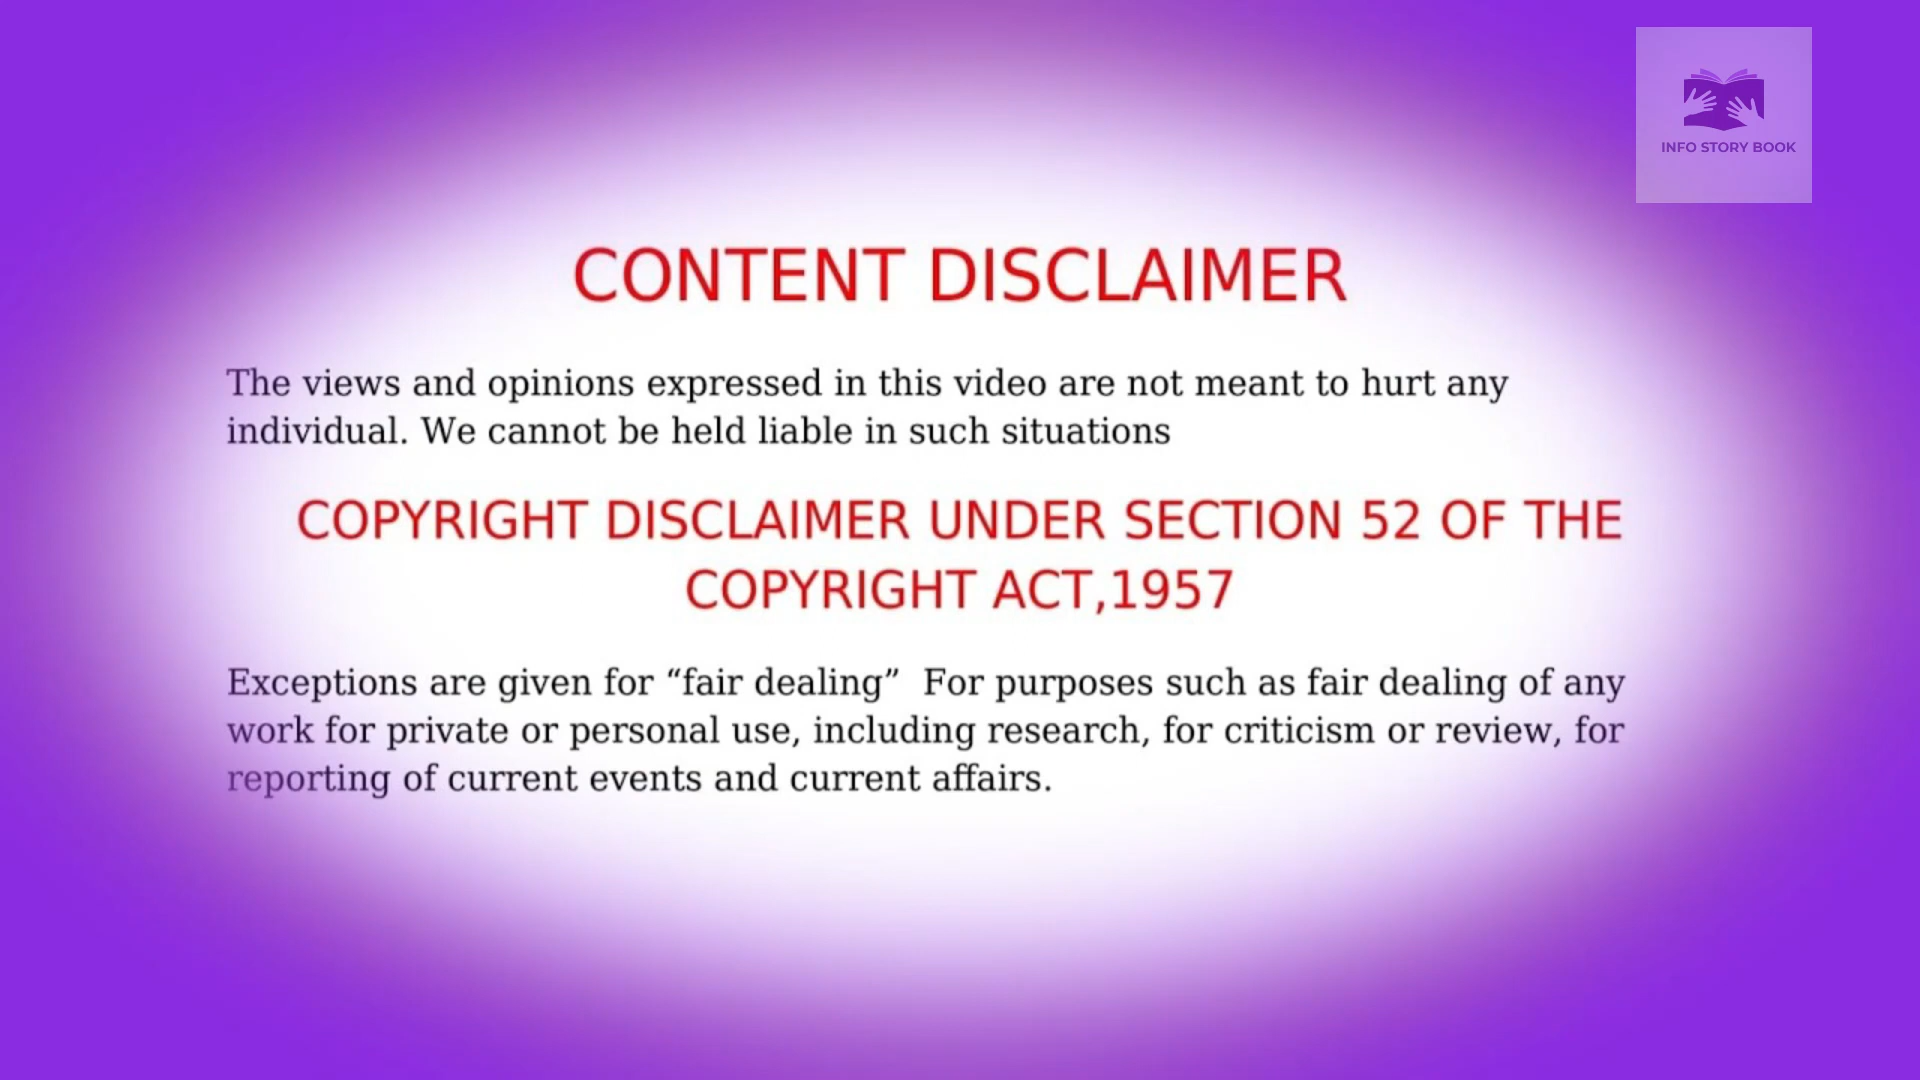 INFO STORY BOOK
CONTENT DISCLAIMER
The views and opinions expressed in this video are not meant to hurt any
individual. We cannot be held liable in such situations
COPYRIGHT DISCLAIMER UNDER SECTION 52 OF THE
COPYRIGHT ACT,1957
Exceptions are given for “fair dealing”  For purposes such as fair dealing of any
work for private or personal use, including research, for criticism or review, for
reporting of current events and current affairs.